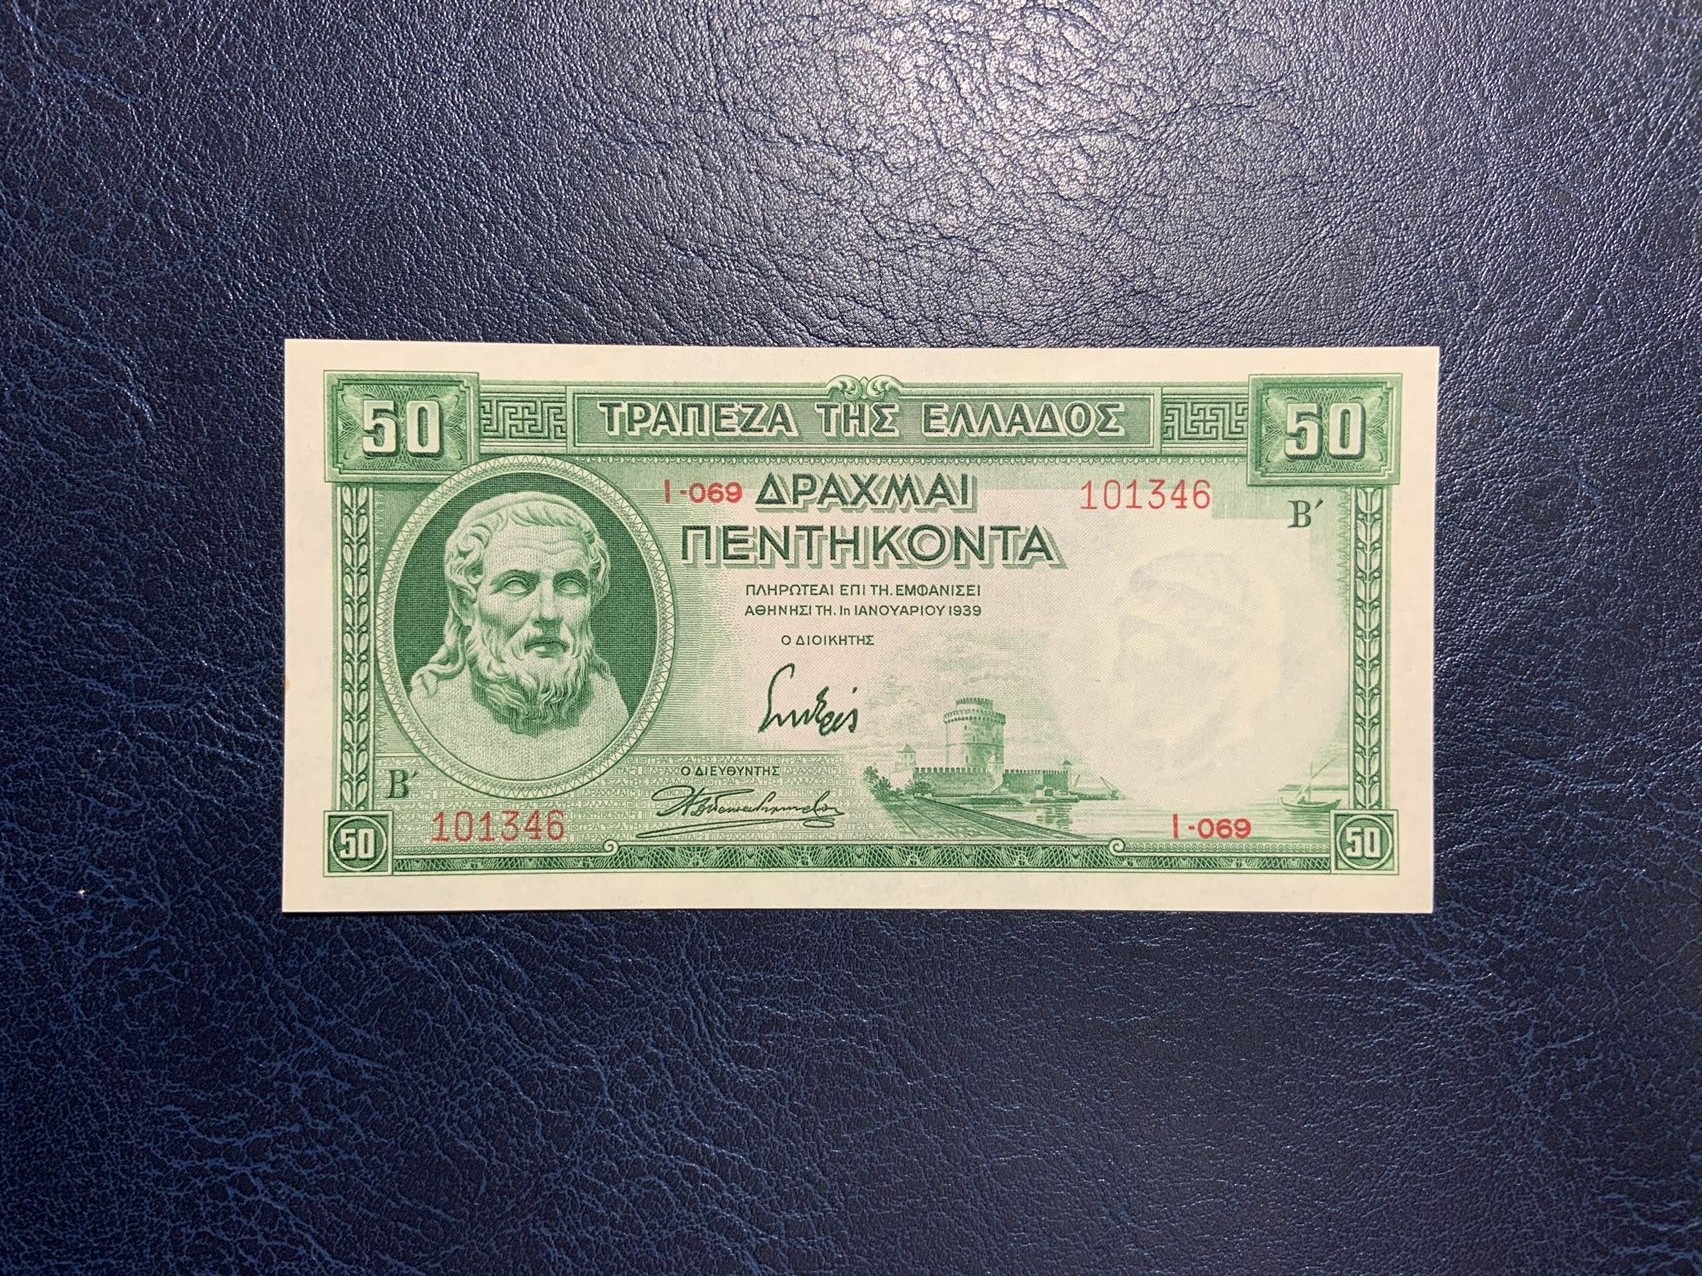 50 ΤΡΑΠΕΖΑ ΤΗΣ ΕΛΛΑΔΟΣ 50
I-069 ΔΡΑΧΜΑΙ 101346
Β΄
ΠΕΝΤΗΚΟΝΤΑ
ΠΛΗΡΩΤΕΑΙ ΕΠΙ ΤΗ. ΕΜΦΑΝΙΣΕΙ
ΑΘΗΝΗΣΙ ΤΗ. 1η ΙΑΝΟΥΑΡΙΟΥ 1939
Ο ΔΙΟΙΚΗΤΗΣ
Ο ΔΙΕΥΘΥΝΤΗΣ
Β΄
101346 I-069
50 50